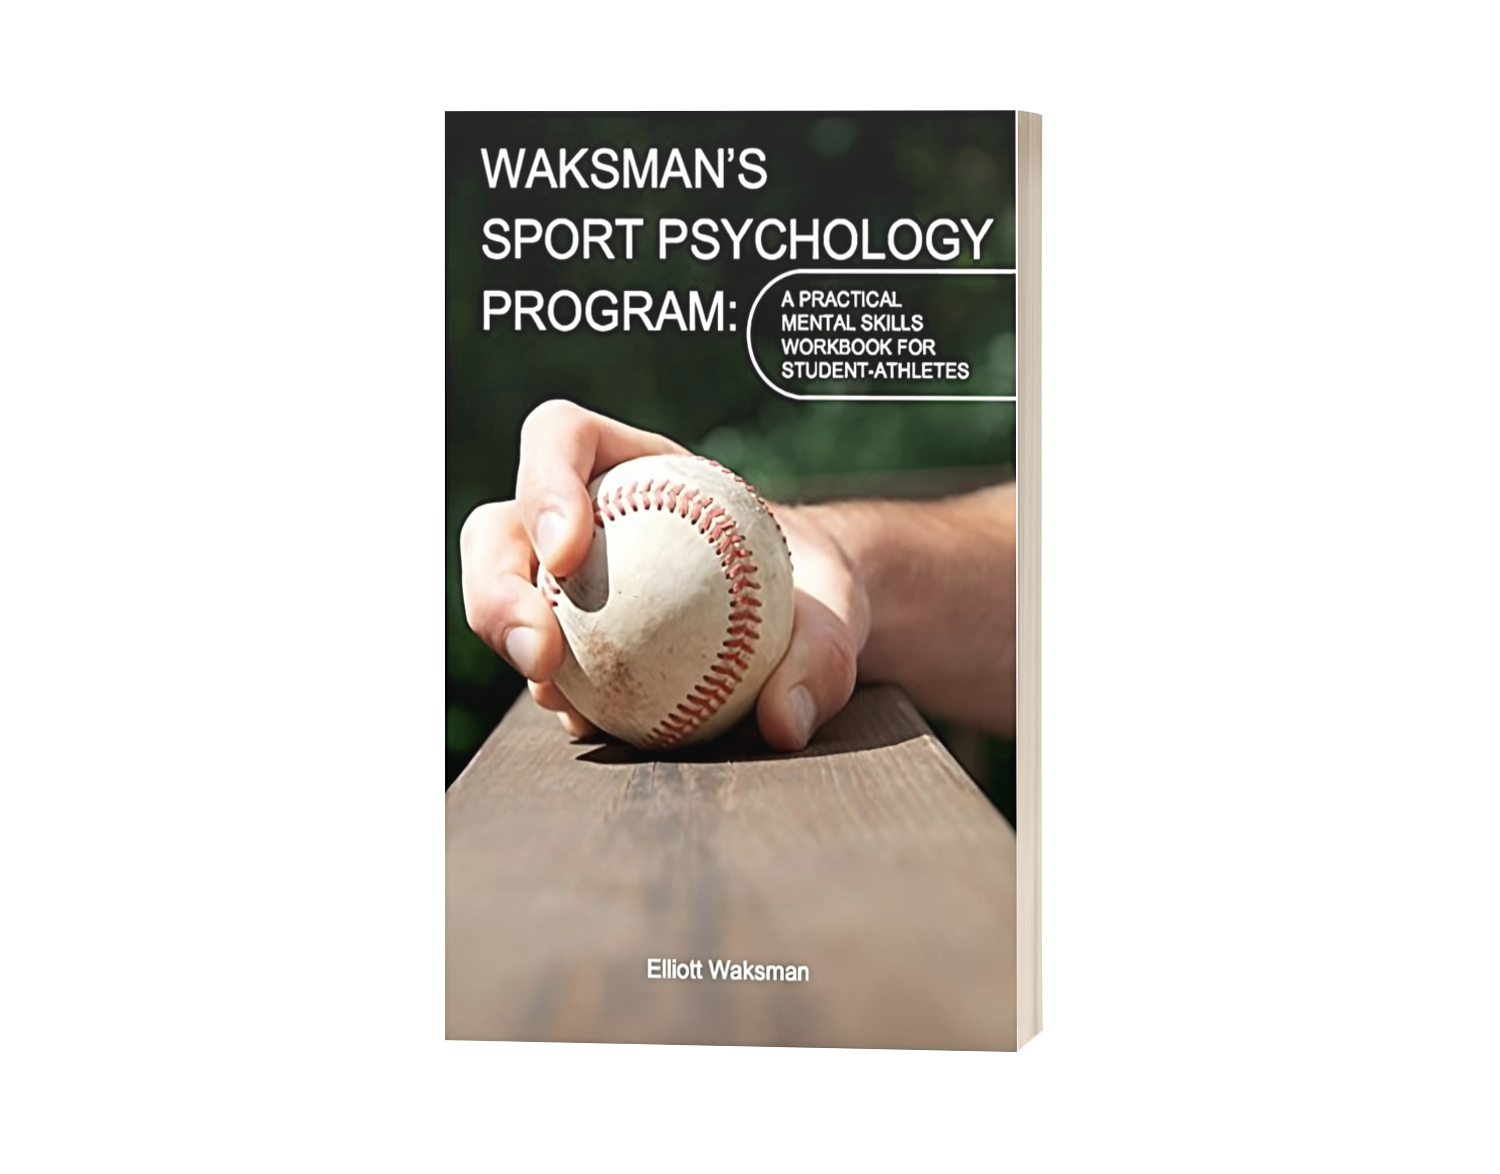 WAKSMAN'S
SPORT PSYCHOLOGY
PROGRAM:
A PRACTICAL
MENTAL SKILLS
WORKBOOK FOR
STUDENT-ATHLETES
Elliott Waksman